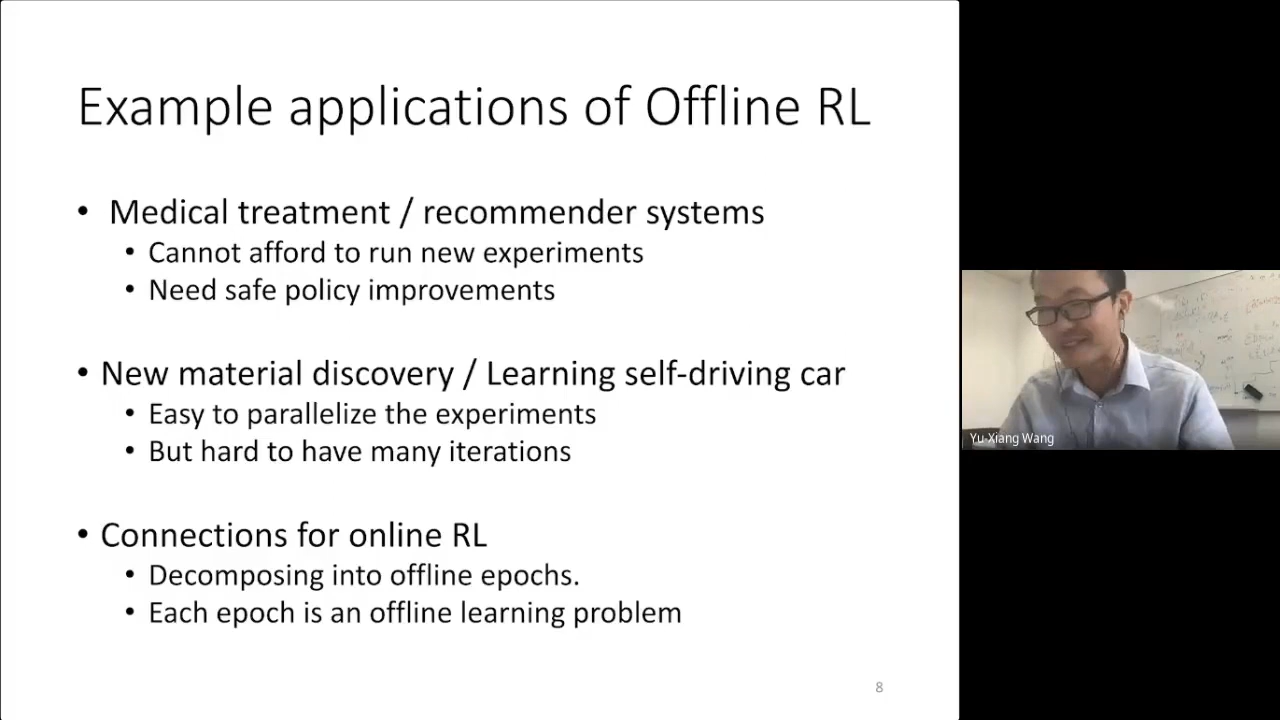 Example applications of Offline RL
• Medical treatment / recommender systems
• Cannot afford to run new experiments
• Need safe policy improvements
• New material discovery / Learning self-driving car
• Easy to parallelize the experiments
• But hard to have many iterations
• Connections for online RL
• Decomposing into offline epochs.
• Each epoch is an offline learning problem
8
Yu-Xiang Wang